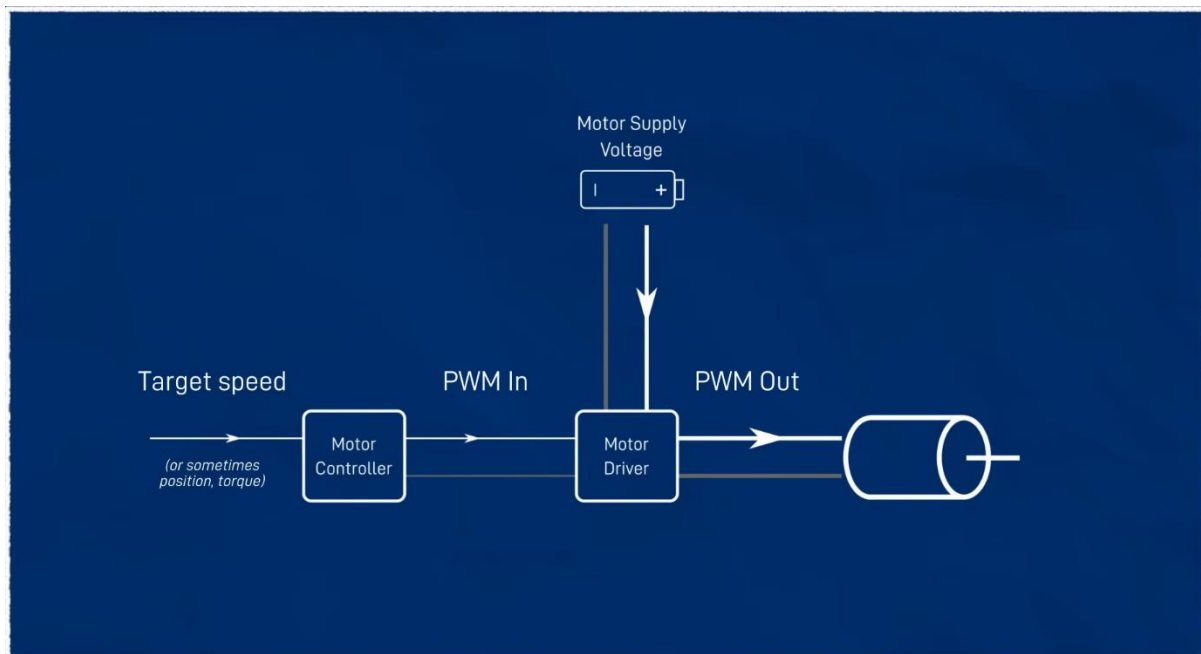 Motor Supply
Voltage
+
Target speed
PWM In
PWM Out
(or sometimes
position, torque)
Motor
Controller
Motor
Driver